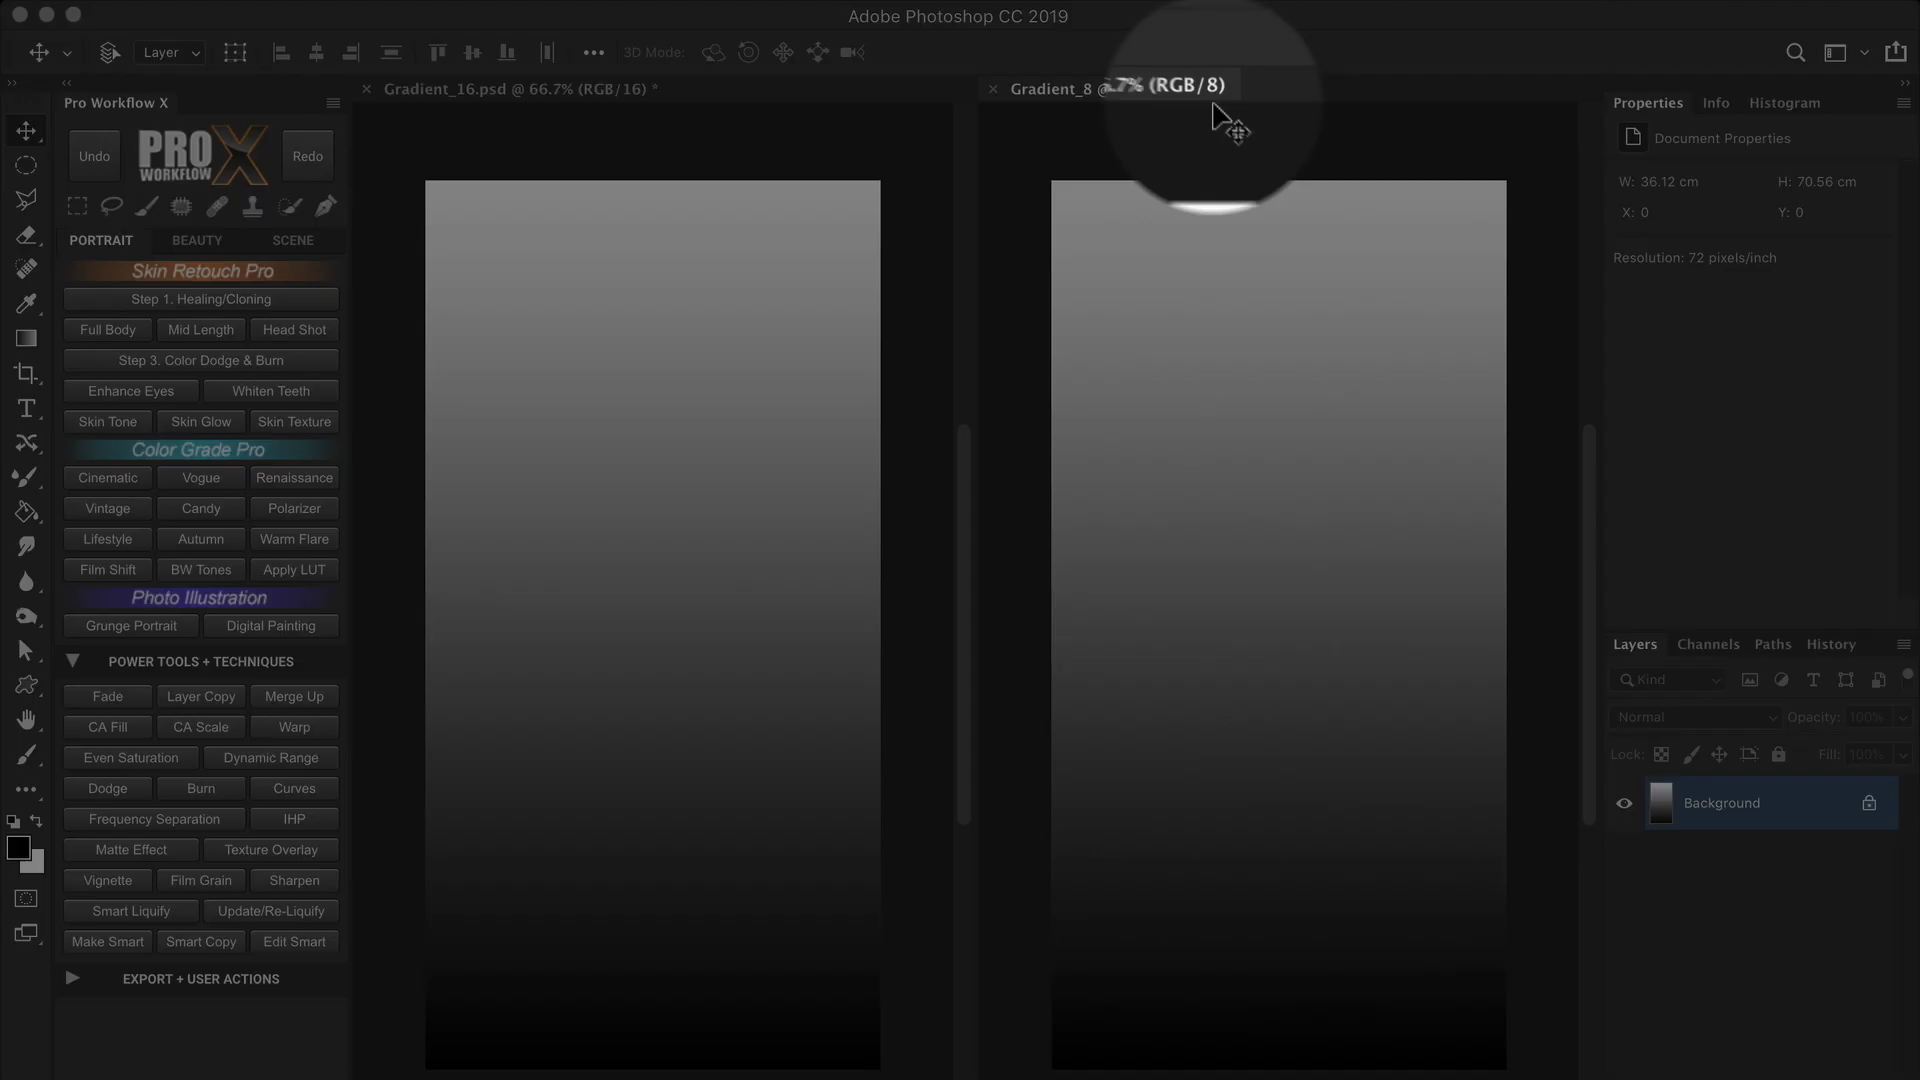 Adobe Photoshop CC 2019
Layer
3D Mode:
Gradient_16.psd @ 66.7% (RGB/16) *
Gradient_8 @ .7% (RGB/8)
Pro Workflow X
Undo
PRO
WORKFLOW X
Redo
PORTRAIT BEAUTY SCENE
Skin Retouch Pro
Step 1. Healing/Cloning
Full Body Mid Length Head Shot
Step 3. Color Dodge & Burn
Enhance Eyes Whiten Teeth
Skin Tone Skin Glow Skin Texture
Color Grade Pro
Cinematic Vogue Renaissance
Vintage Candy Polarizer
Lifestyle Autumn Warm Flare
Film Shift BW Tones Apply LUT
Photo Illustration
Grunge Portrait Digital Painting
POWER TOOLS + TECHNIQUES
Fade Layer Copy Merge Up
CA Fill CA Scale Warp
Even Saturation Dynamic Range
Dodge Burn Curves
Frequency Separation IHP
Matte Effect Texture Overlay
Vignette Film Grain Sharpen
Smart Liquify Update/Re-Liquify
Make Smart Smart Copy Edit Smart
EXPORT + USER ACTIONS
Properties Info Histogram
Document Properties
W: 36.12 cm H: 70.56 cm
X: 0 Y: 0
Resolution: 72 pixels/inch
Layers Channels Paths History
Kind
Normal Opacity: 100%
Lock: Fill: 100%
Background